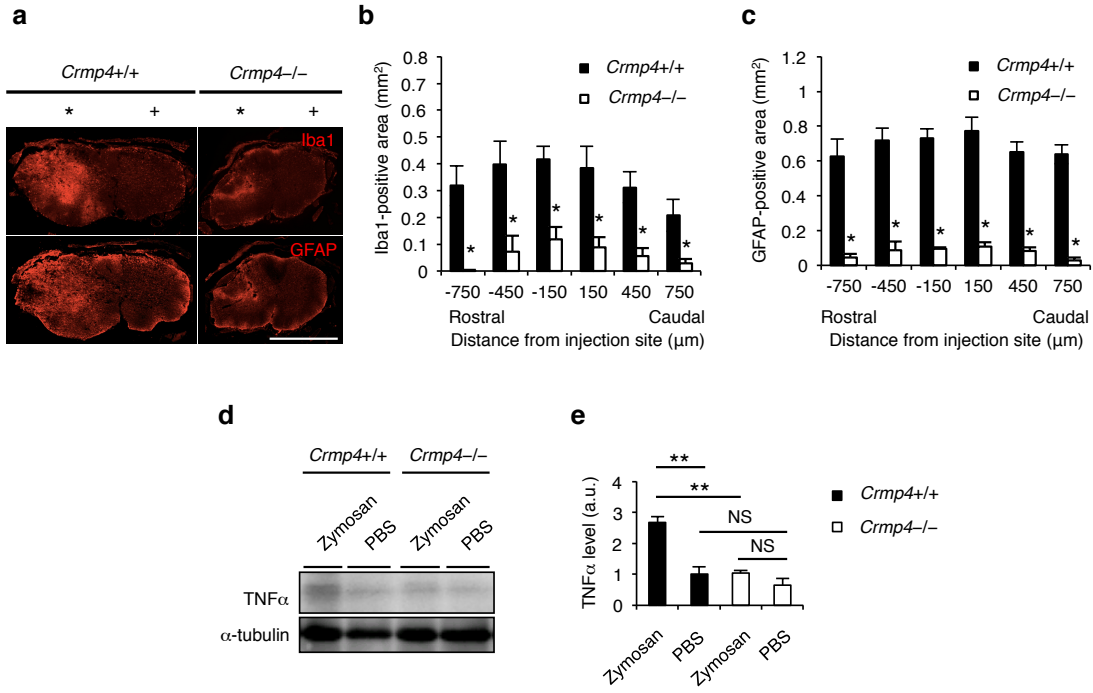 a
Crmp4+/+ Crmp4–/–
* + * +
Iba1
GFAP
b
Iba1-positive area (mm²)
0.8
0.7
0.6
0.5
0.4
0.3
0.2
0.1
0
Crmp4+/+
Crmp4–/–
* * * * * *
-750 -450 -150 150 450 750
Rostral Caudal
Distance from injection site (µm)
c
GFAP-positive area (mm²)
1.2
1.0
0.8
0.6
0.4
0.2
0
Crmp4+/+
Crmp4–/–
* * * * * *
-750 -450 -150 150 450 750
Rostral Caudal
Distance from injection site (µm)
d
Crmp4+/+ Crmp4–/–
Zymosan PBS Zymosan PBS
TNFα
α-tubulin
e
TNFα level (a.u.)
4
3
2
1
0
**
**
NS
NS
Zymosan PBS Zymosan PBS
Crmp4+/+
Crmp4–/–